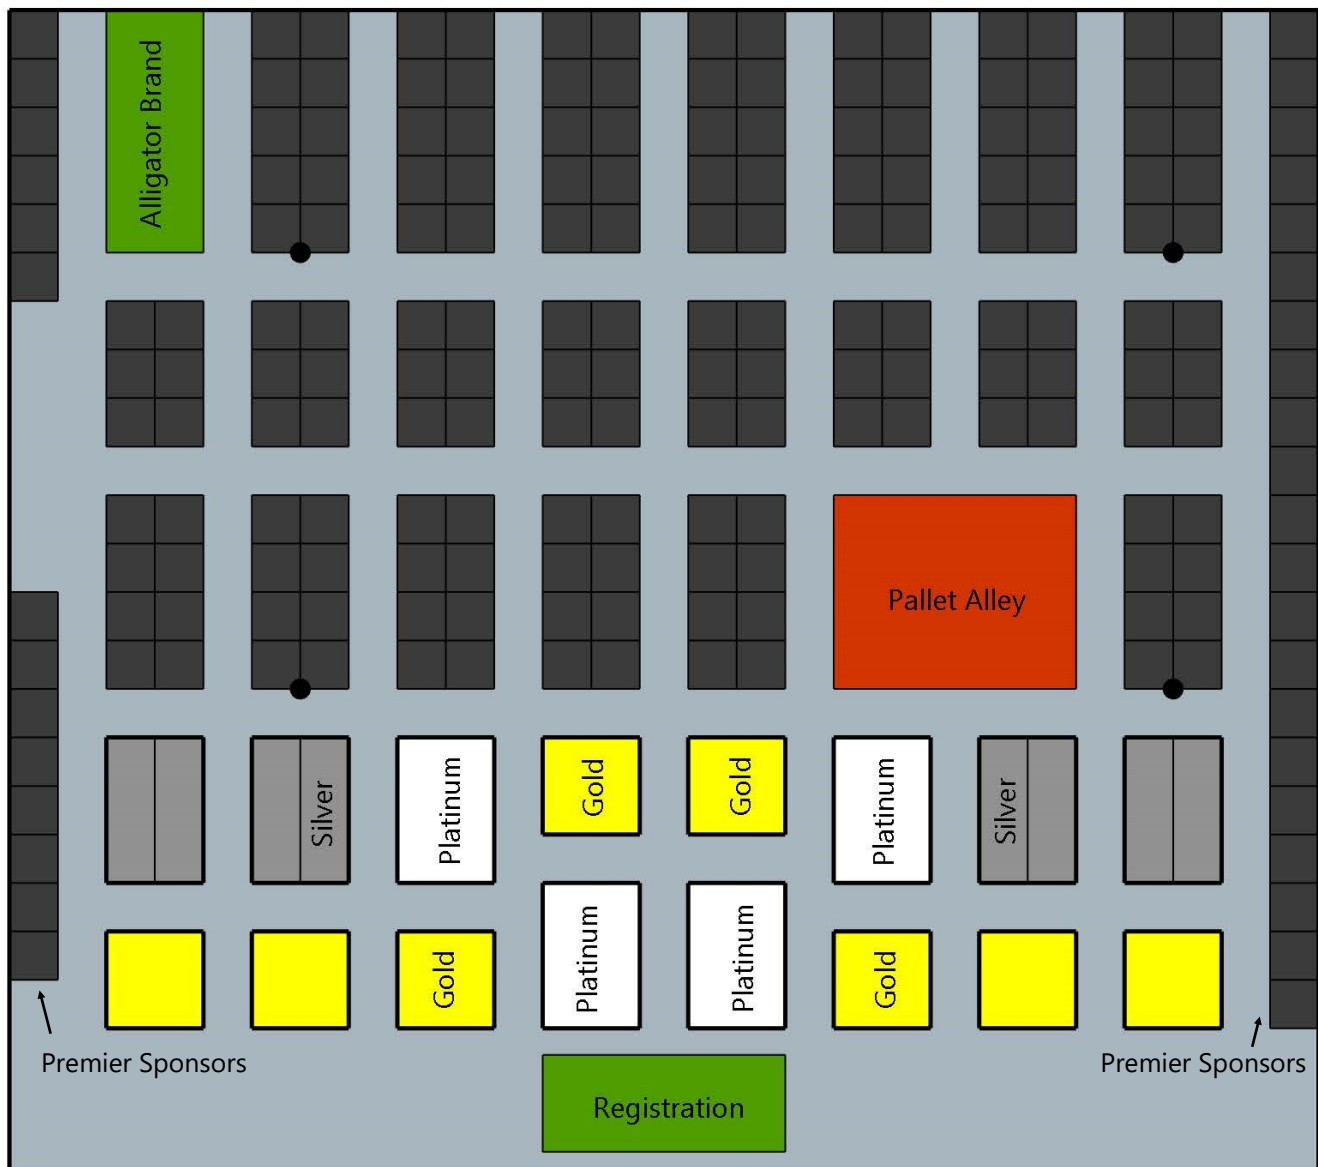 Alligator Brand
Pallet Alley
Silver
Platinum
Gold
Gold
Platinum
Silver
Gold
Platinum
Platinum
Gold
Premier Sponsors
Premier Sponsors
Registration